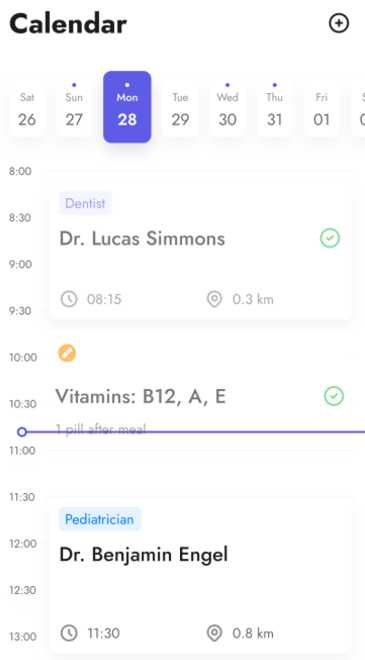 Calendar
Sat Sun Mon Tue Wed Thu Fri S
26 27 28 29 30 31 01
8:00
Dentist
8:30
Dr. Lucas Simmons
9:00
08:15 0.3 km
9:30
10:00
Vitamins: B12, A, E
10:30
1 pill after meal
11:00
11:30
Pediatrician
12:00
Dr. Benjamin Engel
12:30
11:30 0.8 km
13:00